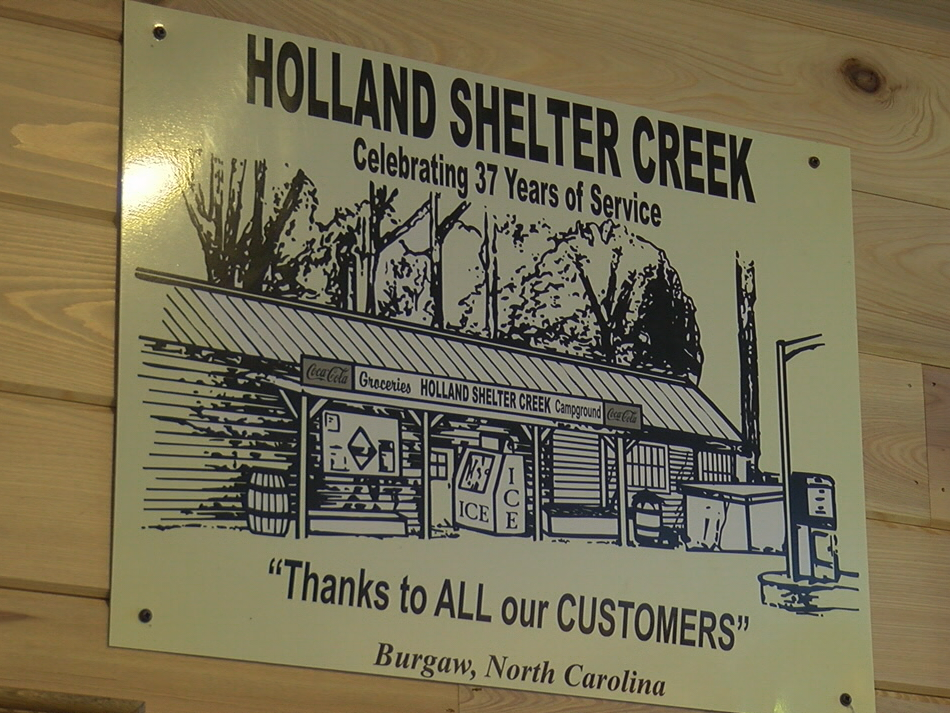 HOLLAND SHELTER CREEK
Celebrating 37 Years of Service
Coca-Cola Groceries HOLLAND SHELTER CREEK Campground Coca-Cola
ICE
ICE
"Thanks to ALL our CUSTOMERS"
Burgaw, North Carolina